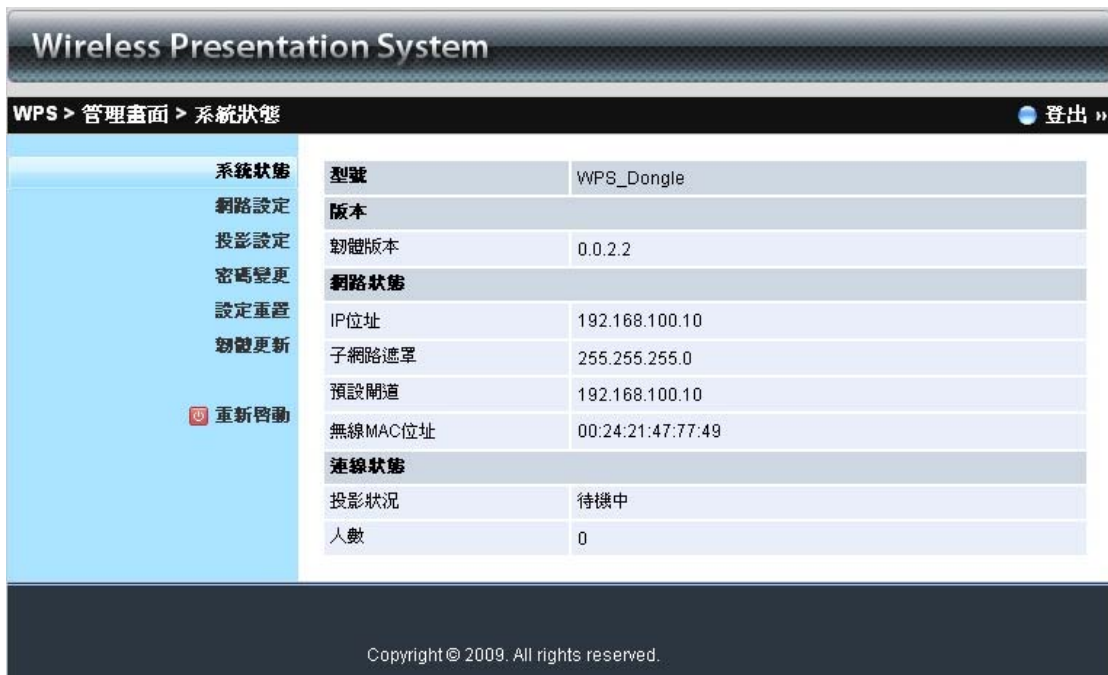 Wireless Presentation System
WPS > 管理畫面 > 系統狀態
登出 »
系統狀態
網路設定
投影設定
密碼變更
設定重置
韌體更新
重新啓動
型號 WPS_Dongle
版本
韌體版本 0.0.2.2
網路狀態
IP位址 192.168.100.10
子網路遮罩 255.255.255.0
預設閘道 192.168.100.10
無線MAC位址 00:24:21:47:77:49
連線狀態
投影狀況 待機中
人數 0
Copyright © 2009. All rights reserved.